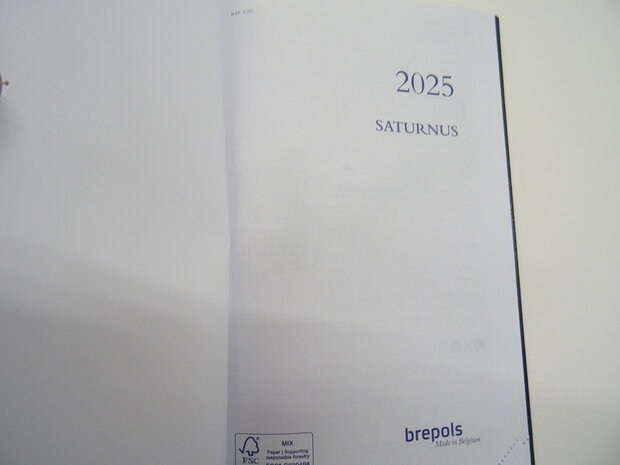 2025
SATURNUS
brepols
Made in Belgium
FSC
MIX
Paper | Supporting
responsible forestry